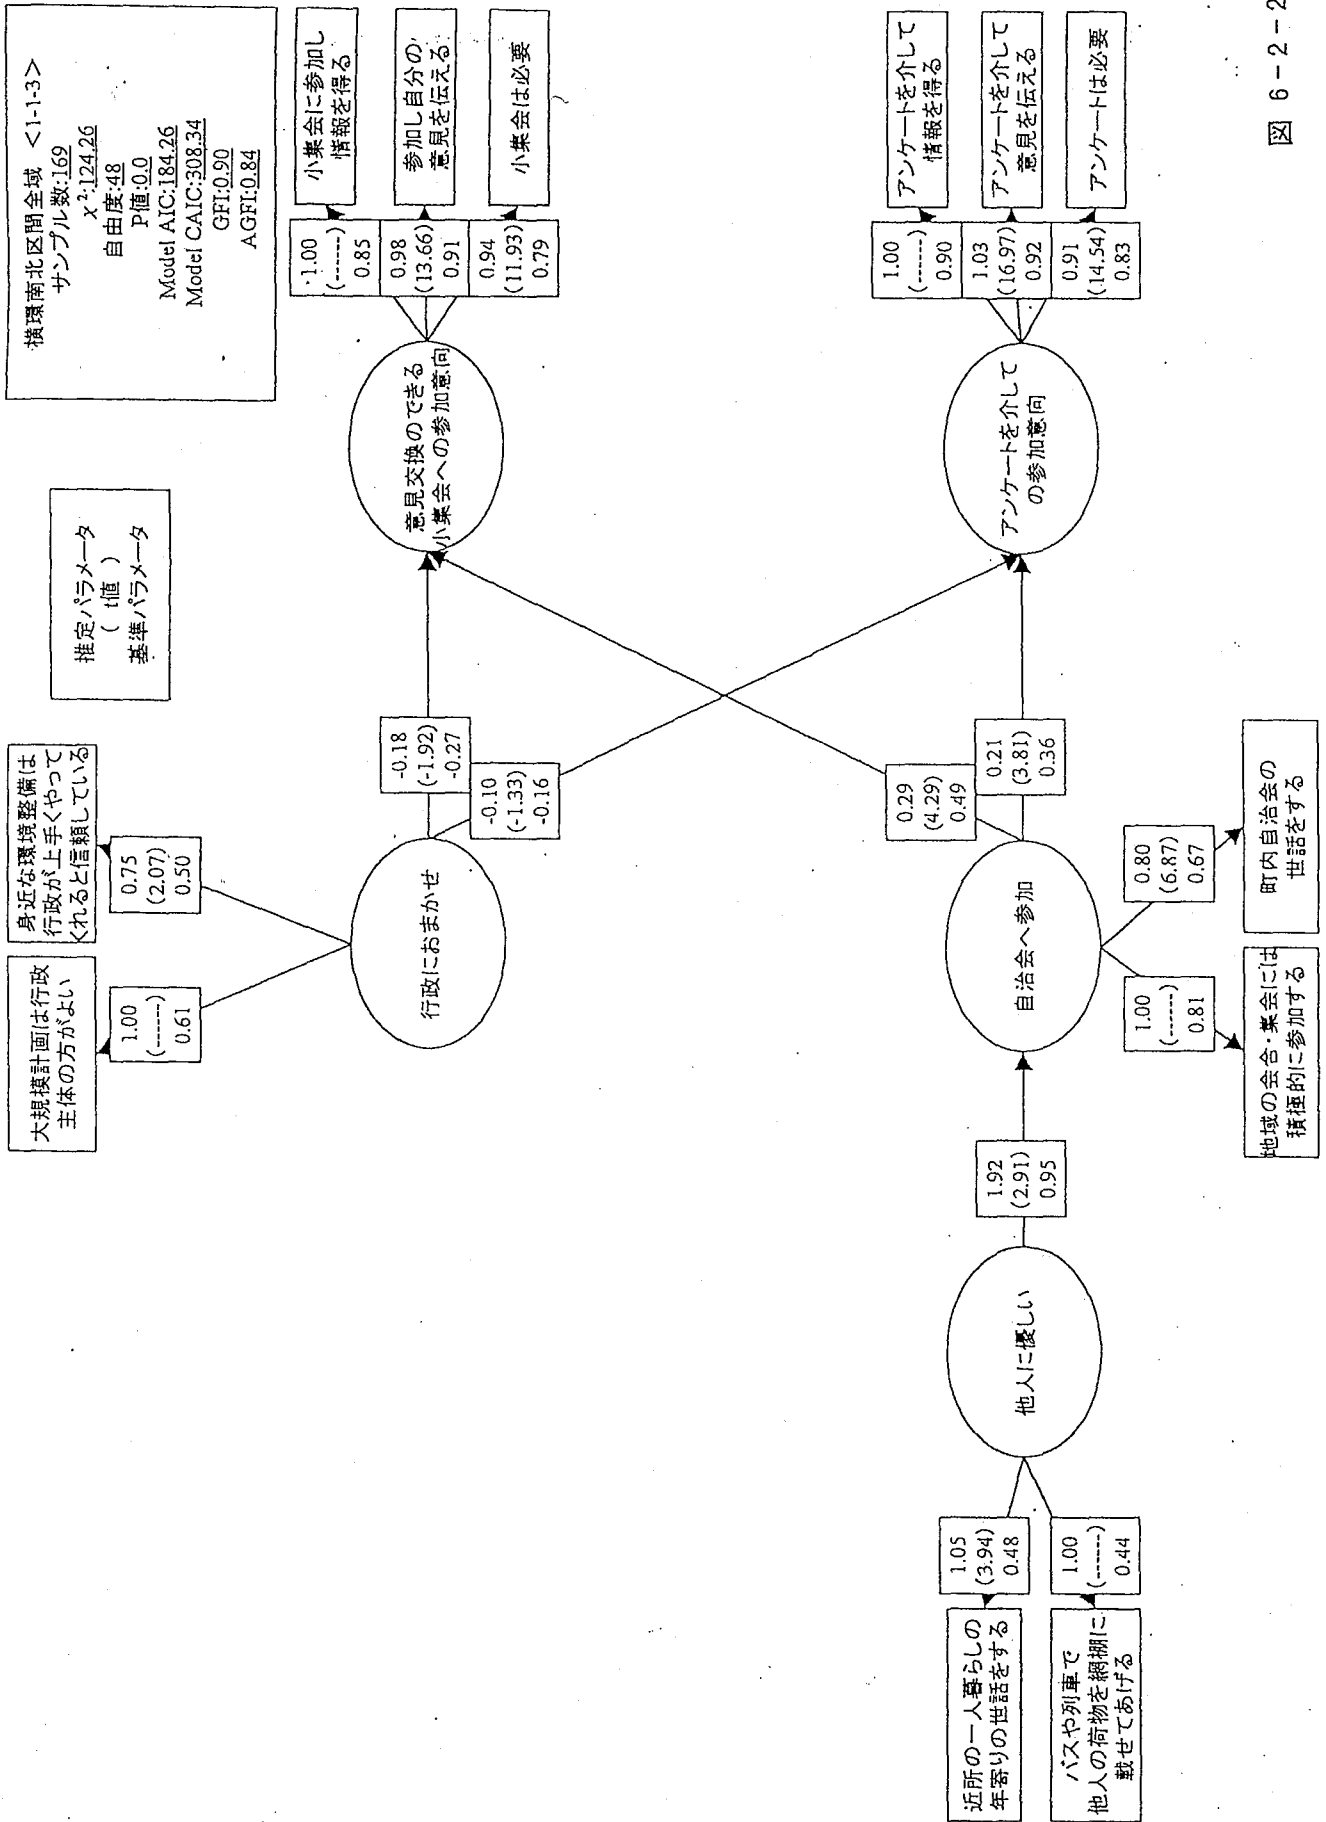 横環南北区間全域 <1-1-3>
サンプル数:169
χ²:124.26
自由度:48
P値:0.0
Model AIC:184.26
Model CAIC:308.34
GFI:0.90
AGFI:0.84
推定パラメータ
( t値 )
基準パラメータ
大規模計画は行政
主体の方がよい
1.00
(------)
0.61
身近な環境整備は
行政が上手くやって
くれると信頼している
0.75
(2.07)
0.50
行政におまかせ
-0.18
(-1.92)
-0.27
-0.10
(-1.33)
-0.16
意見交換のできる
小集会への参加意向
1.00
(------)
0.85
0.98
(13.66)
0.91
0.94
(11.93)
0.79
小集会に参加し
情報を得る
参加し自分の
意見を伝える
小集会は必要
近所の一人暮らしの
年寄りの世話をする
1.05
(3.94)
0.48
バスや列車で
他人の荷物を網棚に
載せてあげる
1.00
(------)
0.44
他人に優しい
1.92
(2.91)
0.95
自治会へ参加
0.29
(4.29)
0.49
0.21
(3.81)
0.36
1.00
(------)
0.81
0.80
(6.87)
0.67
地域の会合・集会には
積極的に参加する
町内自治会の
世話をする
アンケートを介して
の参加意向
1.00
(------)
0.90
1.03
(16.97)
0.92
0.91
(14.54)
0.83
アンケートを介して
情報を得る
アンケートを介して
意見を伝える
アンケートは必要
図 6-2-2